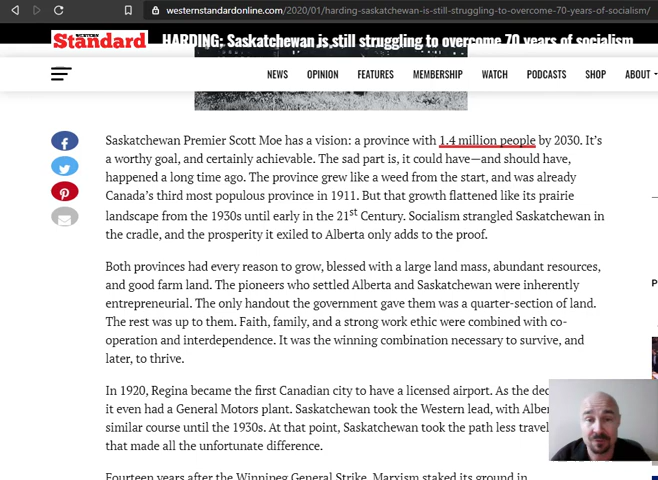 westernstandardonline.com/2020/01/harding-saskatchewan-is-still-struggling-to-overcome-70-years-of-socialism/
WESTERN
Standard
HARDING: Saskatchewan is still struggling to overcome 70 years of socialism
NEWS OPINION FEATURES MEMBERSHIP WATCH PODCASTS SHOP ABOUT
Saskatchewan Premier Scott Moe has a vision: a province with 1.4 million people by 2030. It's
a worthy goal, and certainly achievable. The sad part is, it could have—and should have,
happened a long time ago. The province grew like a weed from the start, and was already
Canada's third most populous province in 1911. But that growth flattened like its prairie
landscape from the 1930s until early in the 21st Century. Socialism strangled Saskatchewan in
the cradle, and the prosperity it exiled to Alberta only adds to the proof.
Both provinces had every reason to grow, blessed with a large land mass, abundant resources,
and good farm land. The pioneers who settled Alberta and Saskatchewan were inherently
entrepreneurial. The only handout the government gave them was a quarter-section of land.
The rest was up to them. Faith, family, and a strong work ethic were combined with co-
operation and interdependence. It was the winning combination necessary to survive, and
later, to thrive.
In 1920, Regina became the first Canadian city to have a licensed airport. As the
it even had a General Motors plant. Saskatchewan took the Western lead, with
similar course until the 1930s. At that point, Saskatchewan took the path less
that made all the unfortunate difference.
Fourteen years after the Winnipeg General Strike, Marxism staked its ground in